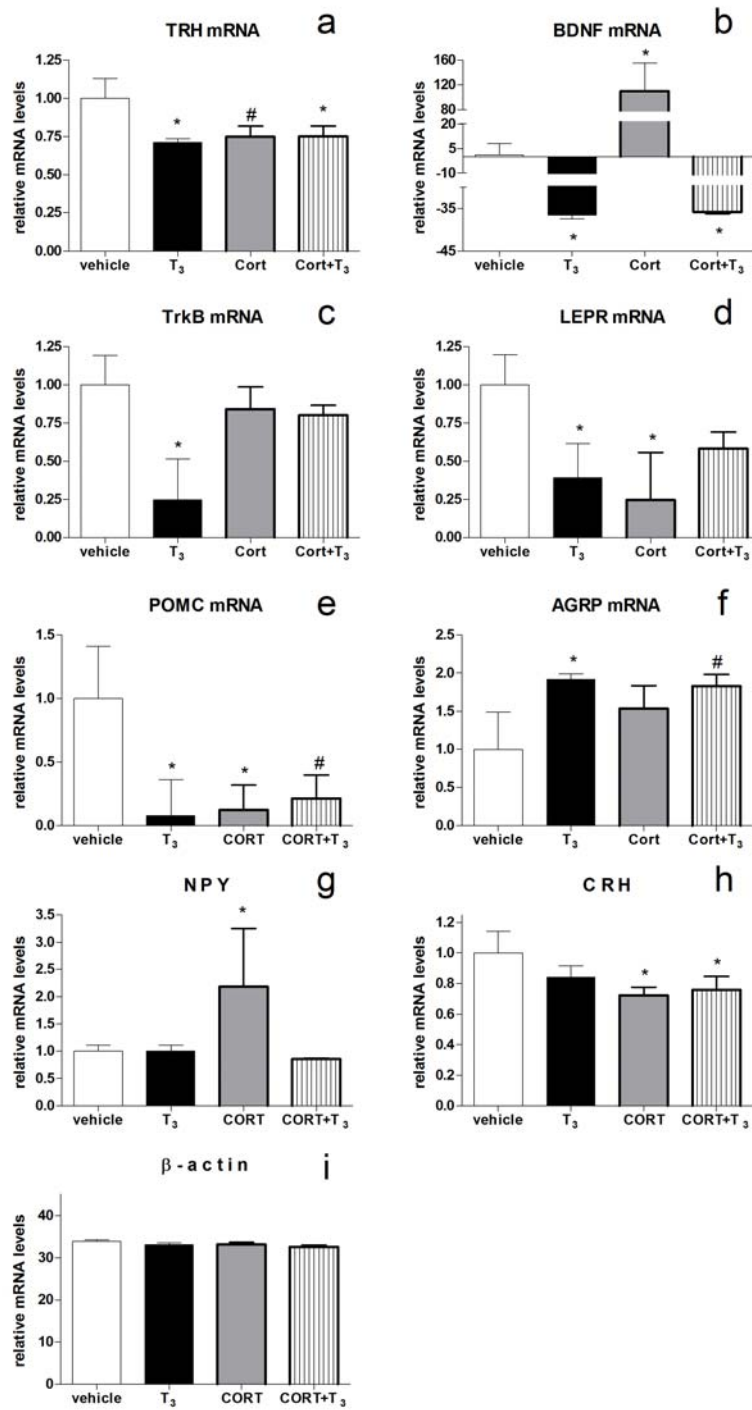 TRH mRNA
a
relative mRNA levels
1.25
1.00
0.75
0.50
0.25
0.00
*
#
*
vehicle T3 Cort Cort+T3
BDNF mRNA
b
relative mRNA levels
160
120
80
20
5
-10
-35
-45
*
*
*
vehicle T3 Cort Cort+T3
TrkB mRNA
c
relative mRNA levels
1.25
1.00
0.75
0.50
0.25
0.00
*
vehicle T3 Cort Cort+T3
LEPR mRNA
d
relative mRNA levels
1.25
1.00
0.75
0.50
0.25
0.00
*
*
vehicle T3 Cort Cort+T3
POMC mRNA
e
relative mRNA levels
1.5
1.0
0.5
0.0
*
*
#
vehicle T3 CORT CORT+T3
AGRP mRNA
f
relative mRNA levels
2.5
2.0
1.5
1.0
0.5
0.0
*
#
vehicle T3 Cort Cort+T3
NPY
g
relative mRNA levels
3.5
3.0
2.5
2.0
1.5
1.0
0.5
0.0
*
vehicle T3 CORT CORT+T3
CRH
h
relative mRNA levels
1.2
1.0
0.8
0.6
0.4
0.2
0.0
*
*
vehicle T3 CORT CORT+T3
β-actin
i
relative mRNA levels
40
30
20
10
0
vehicle T3 CORT CORT+T3